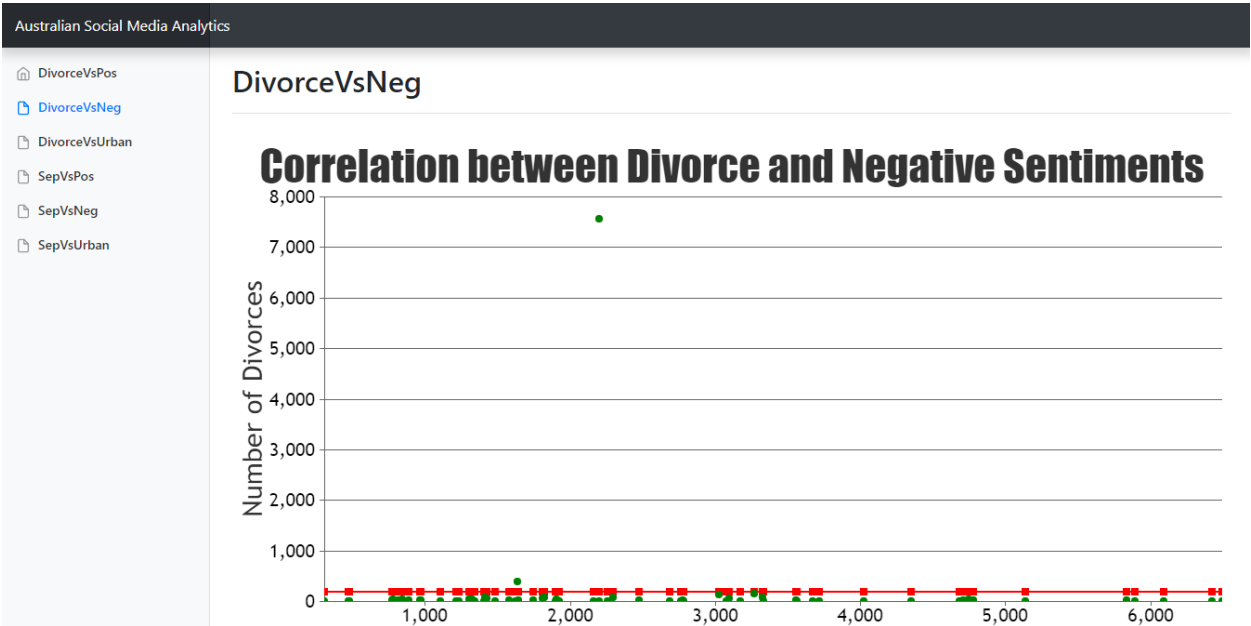 Australian Social Media Analytics
DivorceVsPos
DivorceVsNeg
DivorceVsUrban
SepVsPos
SepVsNeg
SepVsUrban
DivorceVsNeg
Correlation between Divorce and Negative Sentiments
Number of Divorces
8,000
7,000
6,000
5,000
4,000
3,000
2,000
1,000
0
1,000 2,000 3,000 4,000 5,000 6,000